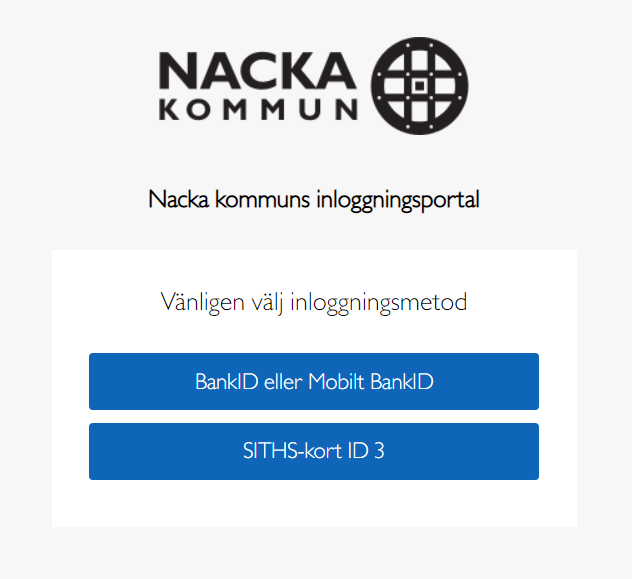 NACKA
KOMMUN
Nacka kommuns inloggningsportal
Vänligen välj inloggningsmetod
BankID eller Mobilt BankID
SITHS-kort ID 3